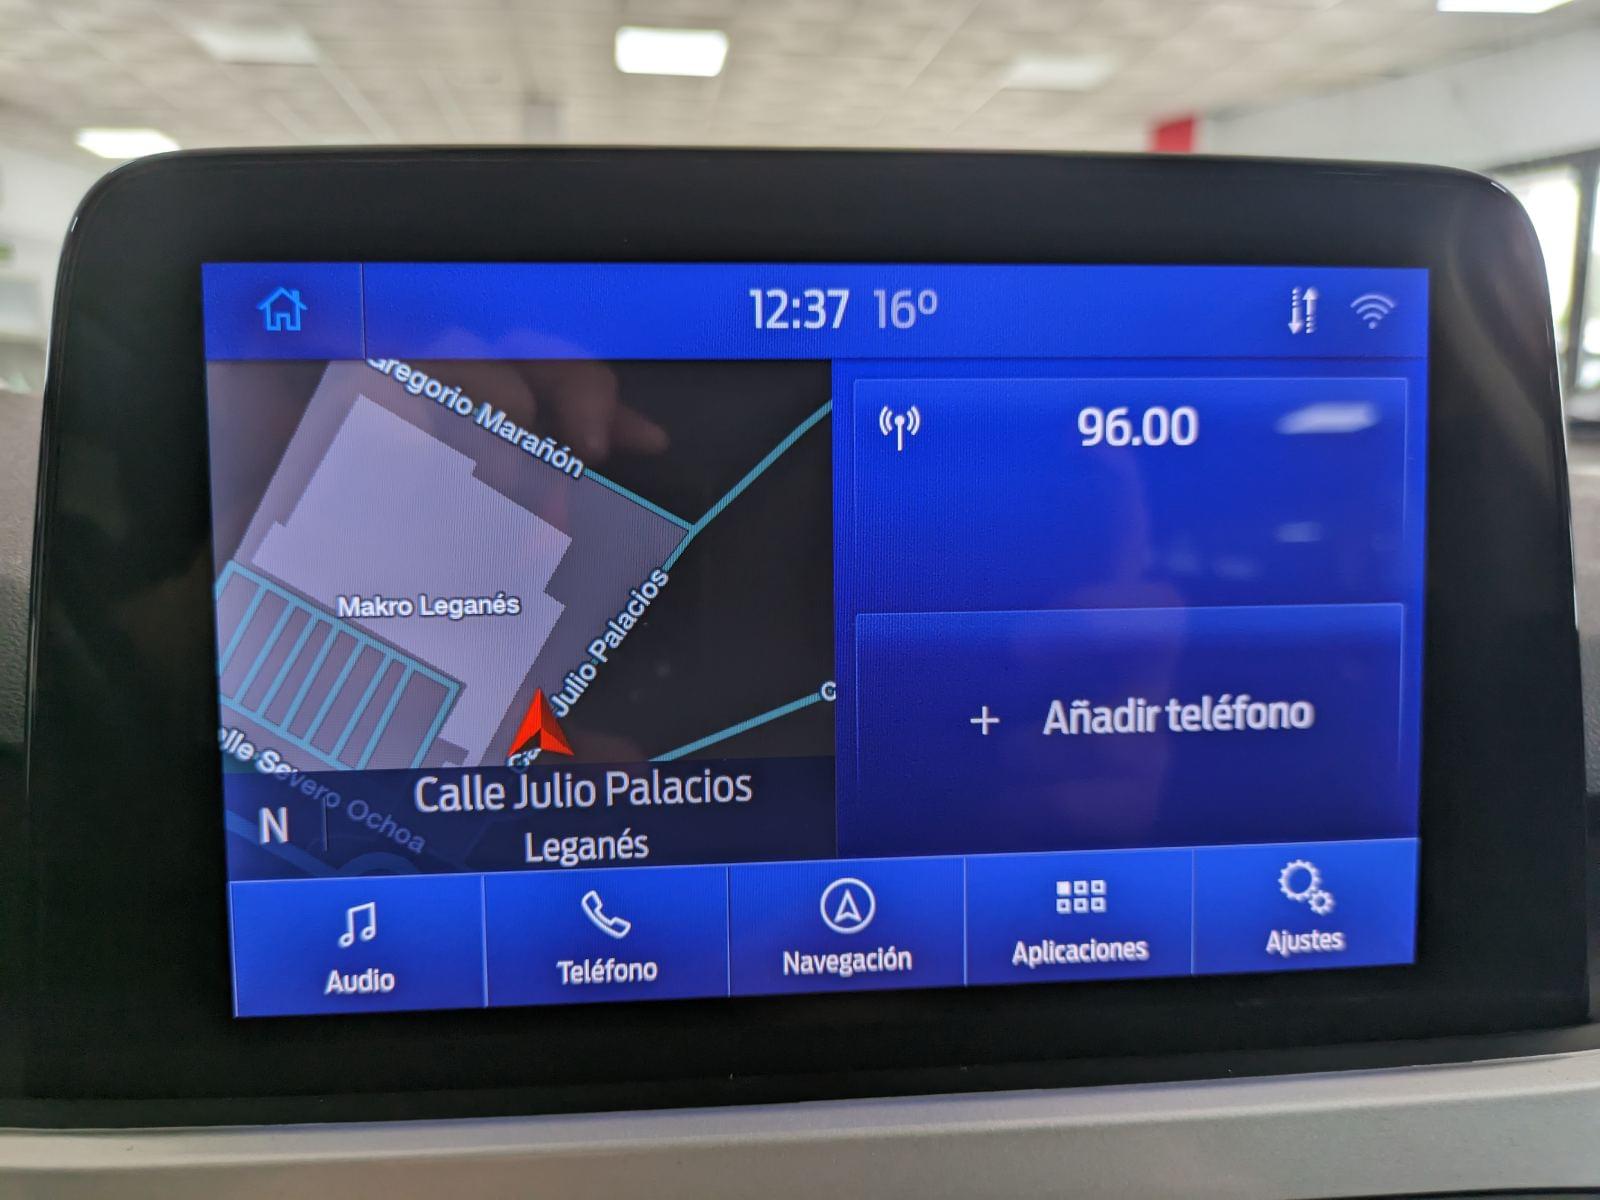 12:37 16º
Gregorio Marañón
96.00
Makro Leganés
Julio Palacios
Añadir teléfono
Severo Ochoa
Calle Julio Palacios
N
Leganés
Audio
Teléfono
Navegación
Aplicaciones
Ajustes